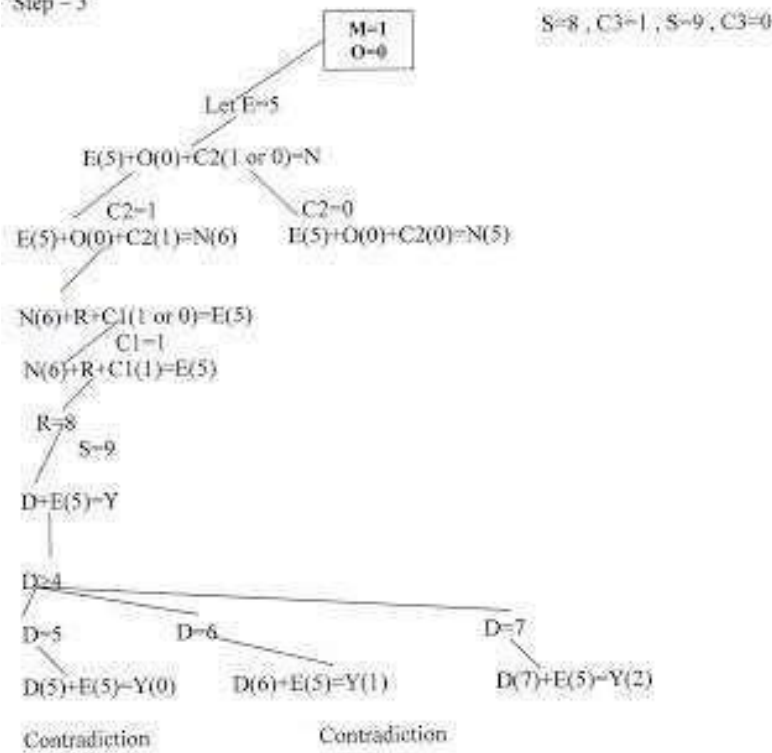 Step – 3
M=1
O=0
S=8 , C3=1 , S=9 , C3=0
Let E=5
E(5)+O(0)+C2(1 or 0)=N
C2=1
C2=0
E(5)+O(0)+C2(1)=N(6)
E(5)+O(0)+C2(0)=N(5)
N(6)+R+C1(1 or 0)=E(5)
C1=1
N(6)+R+C1(1)=E(5)
R=8
S=9
D+E(5)=Y
D>4
D=5
D=6
D=7
D(5)+E(5)=Y(0)
D(6)+E(5)=Y(1)
D(7)+E(5)=Y(2)
Contradiction
Contradiction